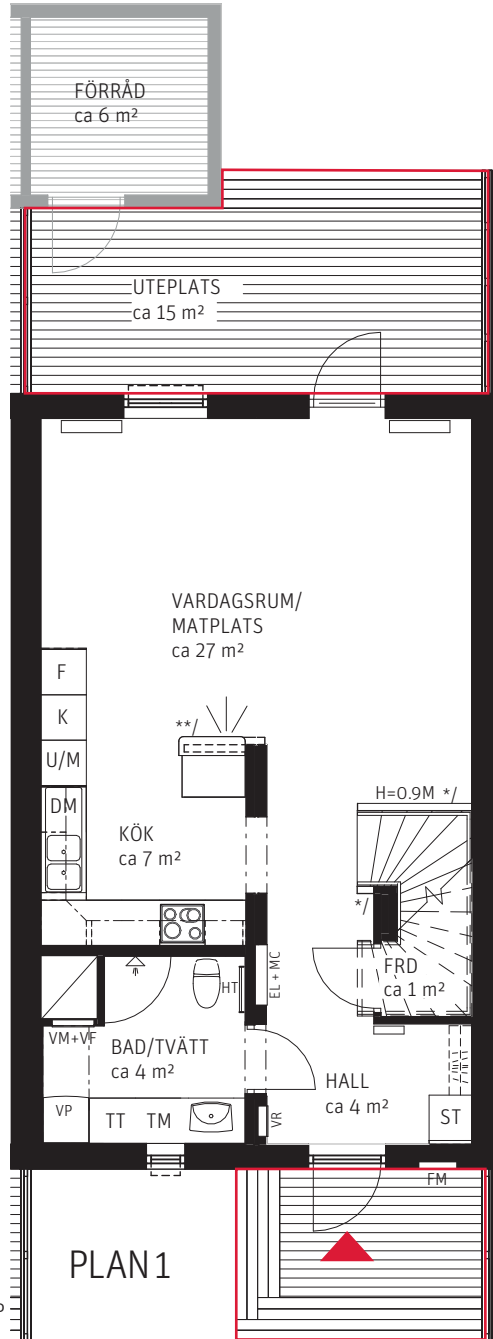 FÖRRÅD
ca 6 m²
UTEPLATS
ca 15 m²
VARDAGSRUM/
MATPLATS
ca 27 m²
F
K
U/M
DM
**/
KÖK
ca 7 m²
H=0.9M */
*/
FRD
ca 1 m²
EL + MC
HT
VM+VF
BAD/TVÄTT
ca 4 m²
VP
TT
TM
VR
HALL
ca 4 m²
ST
FM
PLAN 1